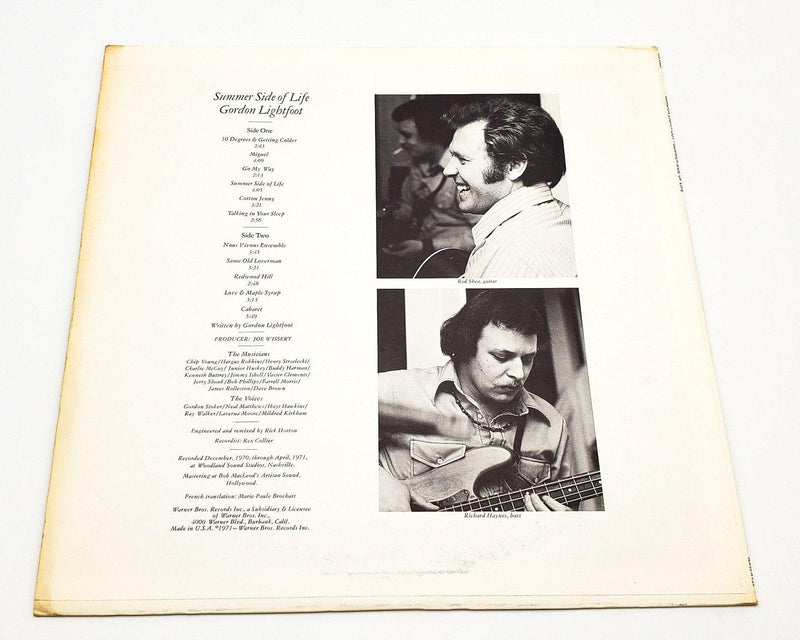 Summer Side of Life
Gordon Lightfoot
Side One
10 Degrees & Getting Colder
2:43
Miguel
4:09
Go My Way
2:13
Summer Side of Life
4:05
Cotton Jenny
3:21
Talking in Your Sleep
2:56
Side Two
Nous Vivons Ensemble
3:45
Same Old Loverman
3:21
Redwood Hill
2:48
Love & Maple Syrup
3:13
Cabaret
5:49
Written by Gordon Lightfoot
PRODUCER: JOE WISSERT
The Musicians
Chip Young/Hargus Robbins/Henry Strzelecki/
Charlie McCoy/Junior Huskey/Buddy Harman/
Kenneth Buttrey/Jimmy Isbell/Vasser Clements/
Jerry Shook/Bob Phillips/Farrell Morris/
James Rolleston/Dave Brown
The Voices
Gordon Stoker/Neal Matthews/Hoyt Hawkins/
Ray Walker/Laverna Moore/Mildred Kirkham
Engineered and remixed by Rick Horton
Recordist: Rex Collier
Recorded December, 1970, through April, 1971,
at Woodland Sound Studios, Nashville.
Mastering at Bob MacLeod's Artisan Sound,
Hollywood.
French translation: Marie-Paule Brochart
Warner Bros. Records Inc., a Subsidiary & Licensee
of Warner Bros. Inc.,
4000 Warner Blvd., Burbank, Calif.
Made in U.S.A. ℗1971—Warner Bros. Records Inc.
Red Shea, guitar
Richard Haynes, bass